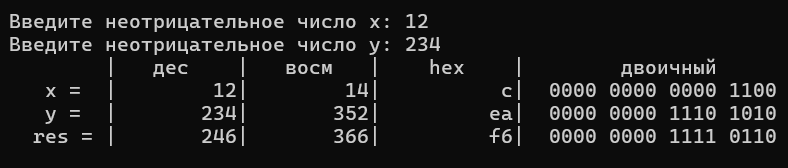 Введите неотрицательное число x: 12
Введите неотрицательное число y: 234
| дес | восм | hex | двоичный
x = | 12| 14| c| 0000 0000 0000 1100
y = | 234| 352| ea| 0000 0000 1110 1010
res = | 246| 366| f6| 0000 0000 1111 0110